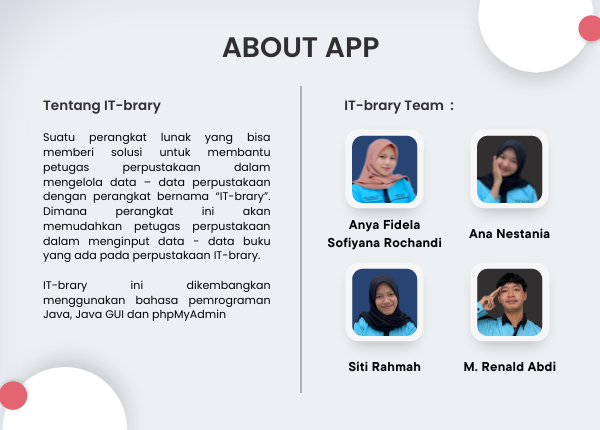 ABOUT APP
Tentang IT-brary
Suatu perangkat lunak yang bisa
memberi solusi untuk membantu
petugas perpustakaan dalam
mengelola data – data perpustakaan
dengan perangkat bernama “IT-brary”.
Dimana perangkat ini akan
memudahkan petugas perpustakaan
dalam menginput data - data buku
yang ada pada perpustakaan IT-brary.
IT-brary ini dikembangkan
menggunakan bahasa pemrograman
Java, Java GUI dan phpMyAdmin
IT-brary Team :
Anya Fidela
Sofiyana Rochandi
Ana Nestania
Siti Rahmah
M. Renald Abdi